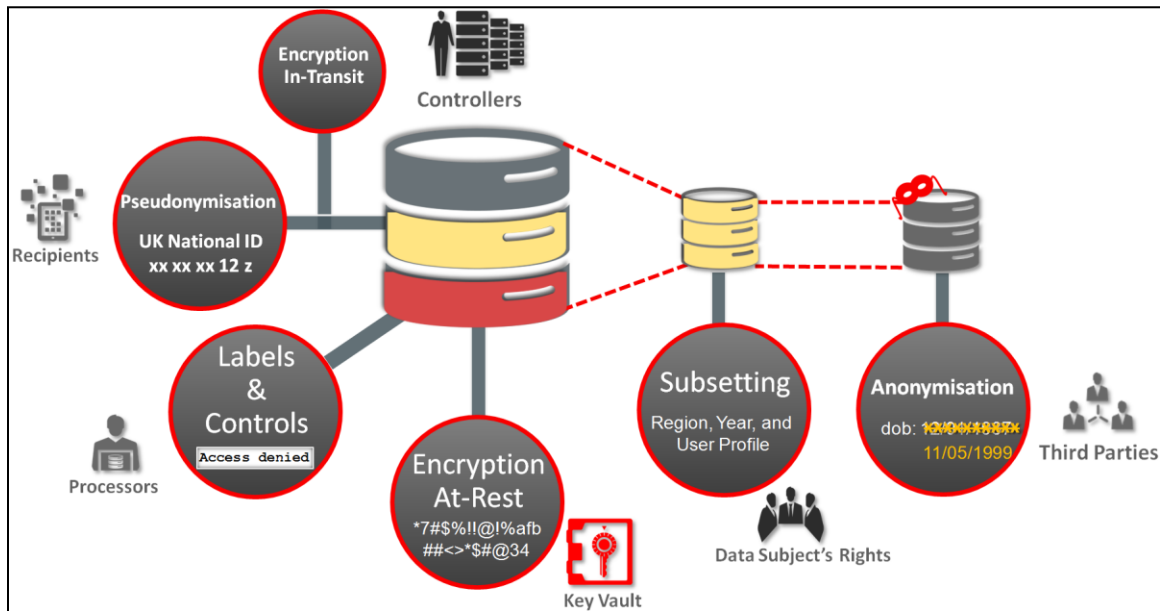 Encryption
In-Transit
Controllers
Pseudonymisation
UK National ID
xx xx xx 12 z
Recipients
Labels
&
Controls
Access denied
Processors
Encryption
At-Rest
*7#$%!!@!%afb
##<>*$#@34
Key Vault
Subsetting
Region, Year, and
User Profile
Data Subject's Rights
Anonymisation
dob:
11/05/1999
Third Parties